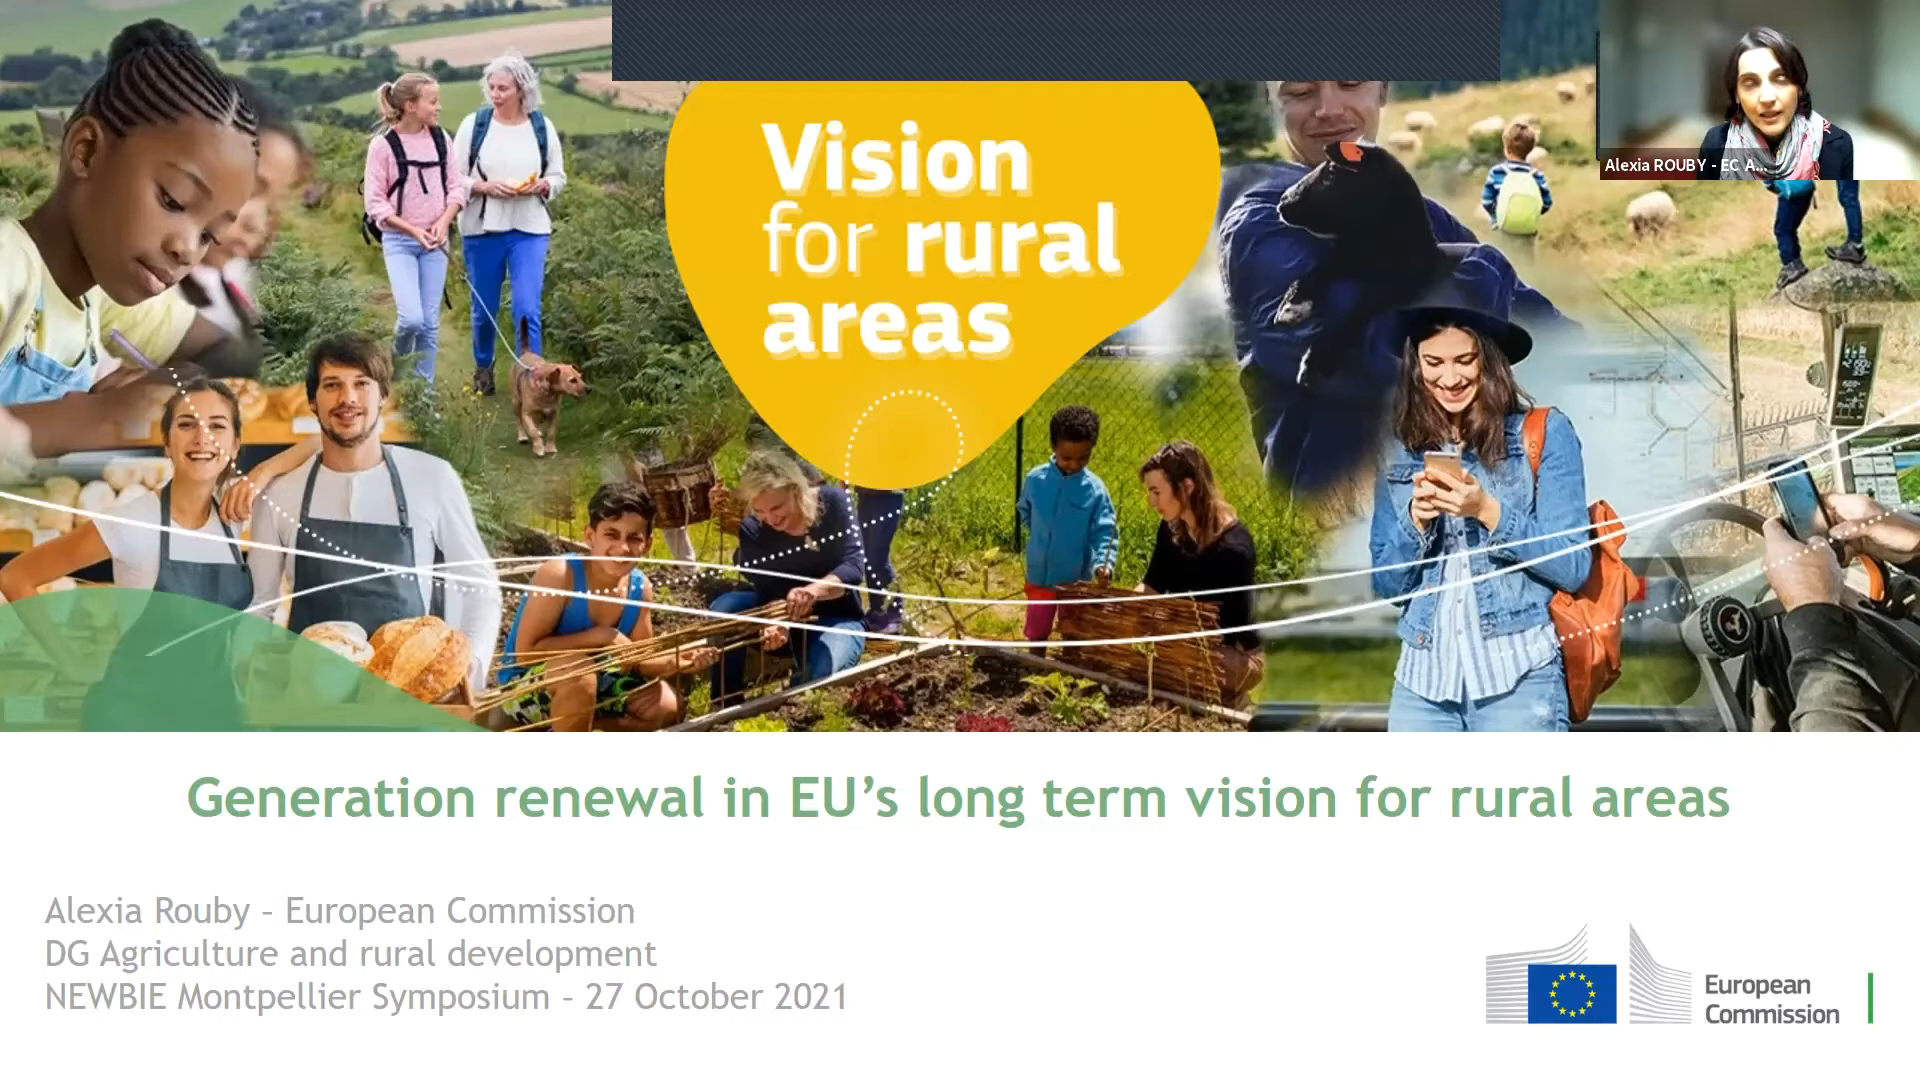 Vision
for rural
areas
Alexia ROUBY - EC A...
Generation renewal in EU’s long term vision for rural areas
Alexia Rouby – European Commission
DG Agriculture and rural development
NEWBIE Montpellier Symposium – 27 October 2021
European
Commission